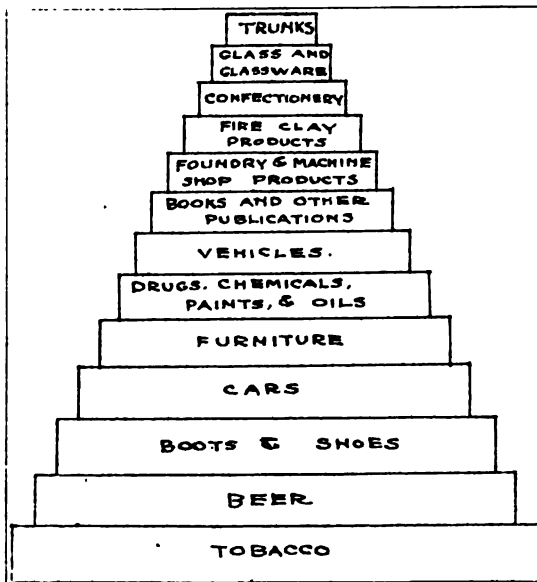 TRUNKS
GLASS AND
GLASSWARE
CONFECTIONERY
FIRE CLAY
PRODUCTS
FOUNDRY & MACHINE
SHOP PRODUCTS
BOOKS AND OTHER
PUBLICATIONS
VEHICLES.
DRUGS. CHEMICALS,
PAINTS, & OILS
FURNITURE
CARS
BOOTS & SHOES
BEER
TOBACCO